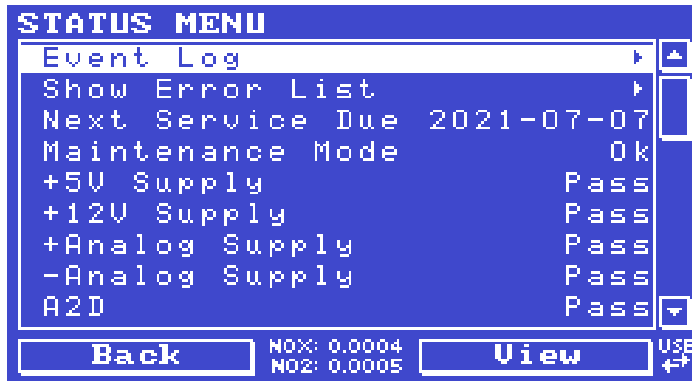 STATUS MENU
Event Log
Show Error List
Next Service Due 2021-07-07
Maintenance Mode Ok
+5V Supply Pass
+12V Supply Pass
+Analog Supply Pass
-Analog Supply Pass
A2D Pass
Back
NOX: 0.0004
NO2: 0.0005
View
USB